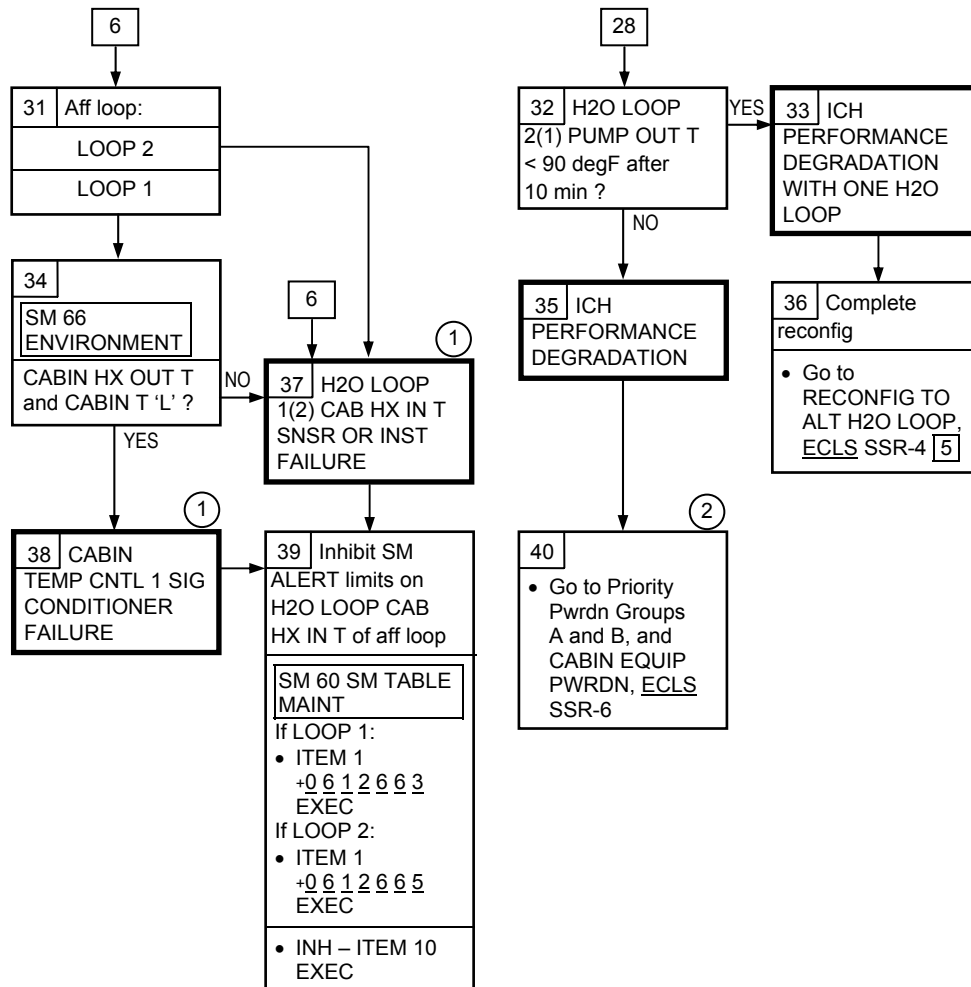 6
31 Aff loop:
LOOP 2
LOOP 1
34
SM 66
ENVIRONMENT
CABIN HX OUT T
and CABIN T 'L' ?
NO
YES
6
1
37 H2O LOOP
1(2) CAB HX IN T
SNSR OR INST
FAILURE
1
38 CABIN
TEMP CNTL 1 SIG
CONDITIONER
FAILURE
39 Inhibit SM
ALERT limits on
H2O LOOP CAB
HX IN T of aff loop
SM 60 SM TABLE
MAINT
If LOOP 1:
• ITEM 1
+0 6 1 2 6 6 3
EXEC
If LOOP 2:
• ITEM 1
+0 6 1 2 6 6 5
EXEC
• INH – ITEM 10
EXEC
28
32 H2O LOOP
2(1) PUMP OUT T
< 90 degF after
10 min ?
YES
NO
33 ICH
PERFORMANCE
DEGRADATION
WITH ONE H2O
LOOP
35 ICH
PERFORMANCE
DEGRADATION
36 Complete
reconfig
• Go to
RECONFIG TO
ALT H2O LOOP,
ECLS SSR-4 5
2
40
• Go to Priority
Pwrdn Groups
A and B, and
CABIN EQUIP
PWRDN, ECLS
SSR-6